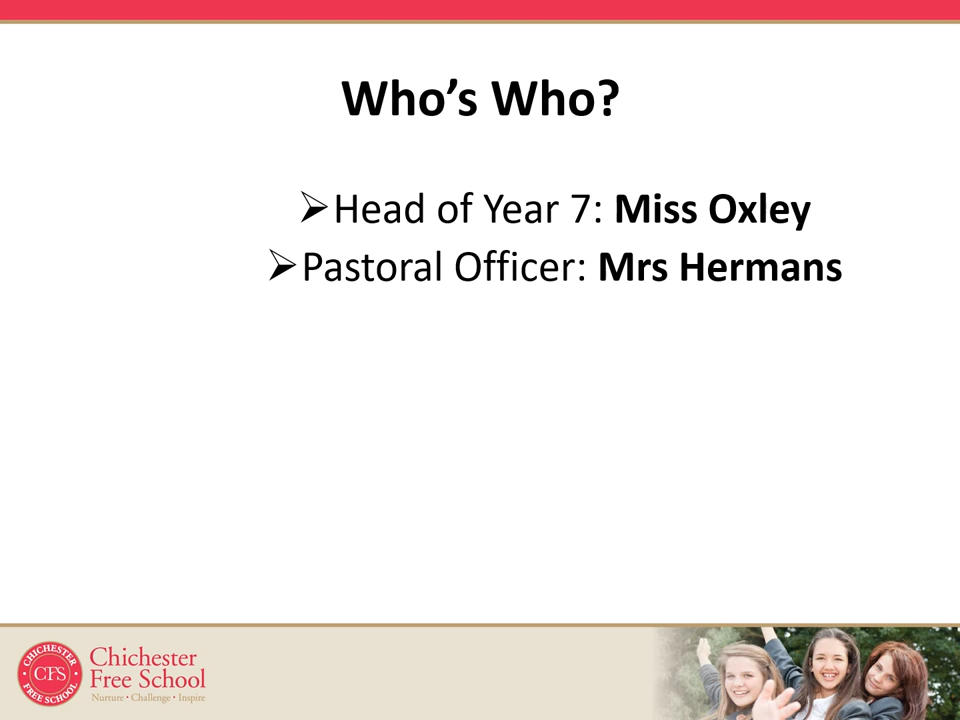 Who’s Who?
➢Head of Year 7: Miss Oxley
➢Pastoral Officer: Mrs Hermans
CHICHESTER
CFS
FREE SCHOOL
Chichester
Free School
Nurture • Challenge • Inspire